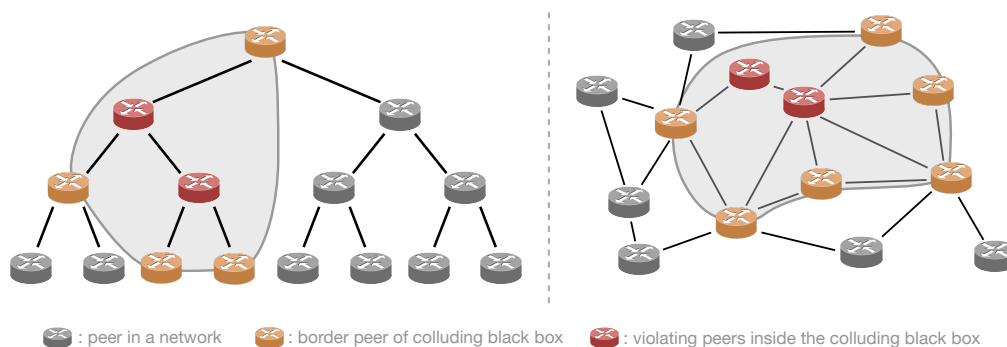 : peer in a network : border peer of colluding black box : violating peers inside the colluding black box